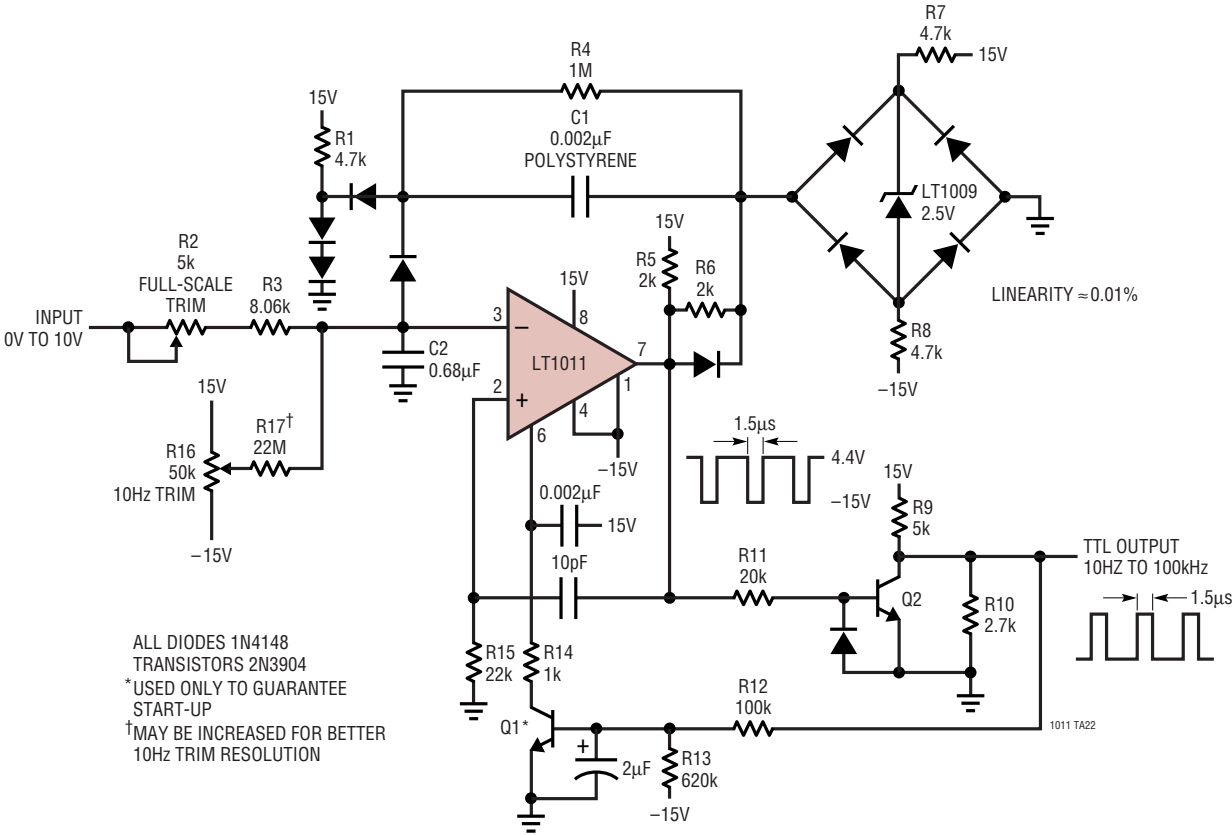 R7
4.7k
15V
R4
1M
C1
0.002µF
POLYSTYRENE
15V
R1
4.7k
LT1009
2.5V
LINEARITY ≈0.01%
R8
4.7k
–15V
R2
5k
FULL-SCALE
TRIM
R3
8.06k
INPUT
0V TO 10V
C2
0.68µF
15V
R5
2k
R6
2k
15V
3
–
8
LT1011
7
2
+
1
4
6
–15V
15V
R16
50k
10Hz TRIM
R17†
22M
–15V
0.002µF
15V
10pF
1.5µs
4.4V
–15V
15V
R9
5k
TTL OUTPUT
10HZ TO 100kHz
1.5µs
R11
20k
Q2
R10
2.7k
R15
22k
R14
1k
ALL DIODES 1N4148
TRANSISTORS 2N3904
*USED ONLY TO GUARANTEE
START-UP
†MAY BE INCREASED FOR BETTER
10Hz TRIM RESOLUTION
R12
100k
Q1*
+
2µF
R13
620k
–15V
1011 TA22